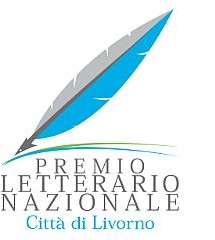 PREMIO
LETTERARIO
NAZIONALE
Città di Livorno